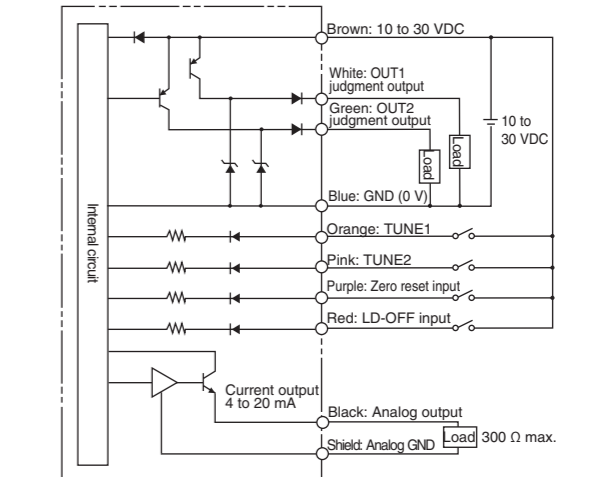 Brown: 10 to 30 VDC
White: OUT1
judgment output
Green: OUT2
judgment output
10 to
30 VDC
Load
Load
Blue: GND (0 V)
Internal circuit
Orange: TUNE1
Pink: TUNE2
Purple: Zero reset input
Red: LD-OFF input
Current output
4 to 20 mA
Black: Analog output
Load 300 Ω max.
Shield: Analog GND